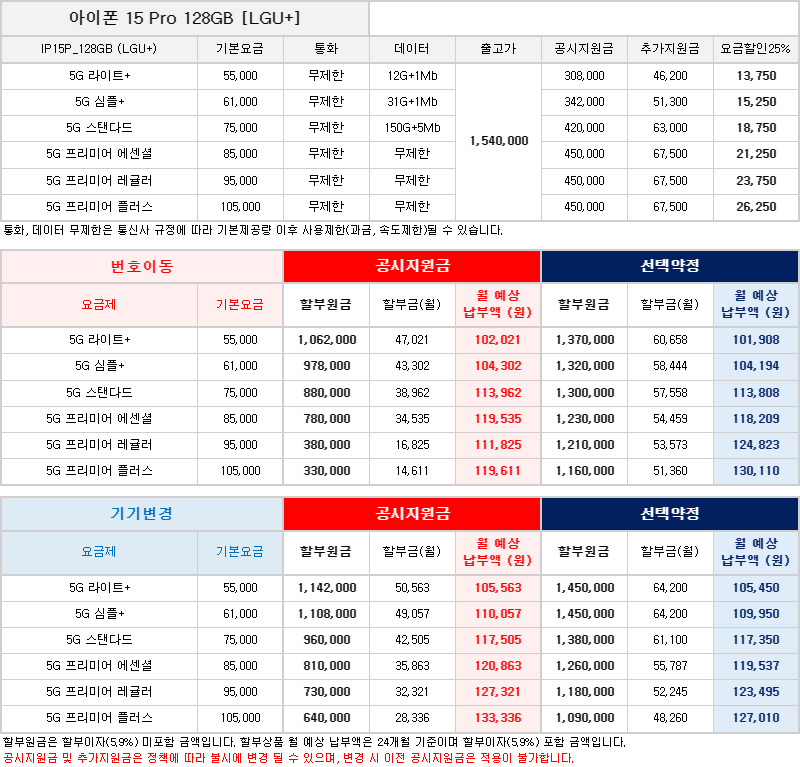 아이폰 15 Pro 128GB [LGU+]
IP15P_128GB (LGU+) 기본요금 통화 데이터 출고가 공시지원금 추가지원금 요금할인25%
5G 라이트+ 55,000 무제한 12G+1Mb 308,000 46,200 13,750
5G 심플+ 61,000 무제한 31G+1Mb 342,000 51,300 15,250
5G 스탠다드 75,000 무제한 150G+5Mb 420,000 63,000 18,750
1,540,000
5G 프리미어 에센셜 85,000 무제한 무제한 450,000 67,500 21,250
5G 프리미어 레귤러 95,000 무제한 무제한 450,000 67,500 23,750
5G 프리미어 플러스 105,000 무제한 무제한 450,000 67,500 26,250
통화, 데이터 무제한은 통신사 규정에 따라 기본제공량 이후 사용제한(과금, 속도제한)될 수 있습니다.
번호이동 공시지원금 선택약정
요금제 기본요금 할부원금 할부금(월) 월 예상 납부액 (원) 할부원금 할부금(월) 월 예상 납부액 (원)
5G 라이트+ 55,000 1,062,000 47,021 102,021 1,370,000 60,658 101,908
5G 심플+ 61,000 978,000 43,302 104,302 1,320,000 58,444 104,194
5G 스탠다드 75,000 880,000 38,962 113,962 1,300,000 57,558 113,808
5G 프리미어 에센셜 85,000 780,000 34,535 119,535 1,230,000 54,459 118,209
5G 프리미어 레귤러 95,000 380,000 16,825 111,825 1,210,000 53,573 124,823
5G 프리미어 플러스 105,000 330,000 14,611 119,611 1,160,000 51,360 130,110
기기변경 공시지원금 선택약정
요금제 기본요금 할부원금 할부금(월) 월 예상 납부액 (원) 할부원금 할부금(월) 월 예상 납부액 (원)
5G 라이트+ 55,000 1,142,000 50,563 105,563 1,450,000 64,200 105,450
5G 심플+ 61,000 1,108,000 49,057 110,057 1,450,000 64,200 109,950
5G 스탠다드 75,000 960,000 42,505 117,505 1,380,000 61,100 117,350
5G 프리미어 에센셜 85,000 810,000 35,863 120,863 1,260,000 55,787 119,537
5G 프리미어 레귤러 95,000 730,000 32,321 127,321 1,180,000 52,245 123,495
5G 프리미어 플러스 105,000 640,000 28,336 133,336 1,090,000 48,260 127,010
할부원금은 할부이자(5.9%) 미포함 금액입니다. 할부상품 월 예상 납부액은 24개월 기준이며 할부이자(5.9%) 포함 금액입니다.
공시지원금 및 추가지원금은 정책에 따라 불시에 변경 될 수 있으며, 변경 시 이전 공시지원금은 적용이 불가합니다.